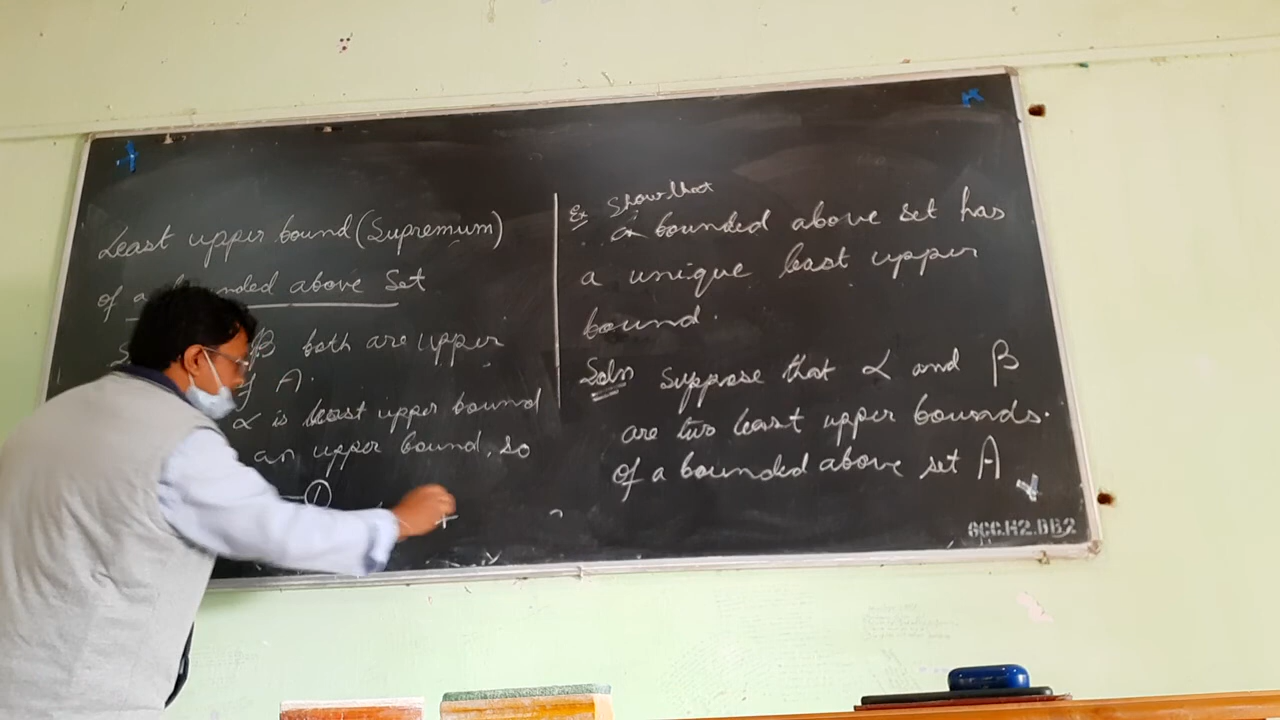 Least upper bound (Supremum)
of a bounded above Set
β both are upper
of A.
α is least upper bound
an upper bound, so
①
Ex Show that
a bounded above set has
a unique least upper
bound.
Soln Suppose that α and β
are two least upper bounds.
of a bounded above set A
GCC.H2.BB2